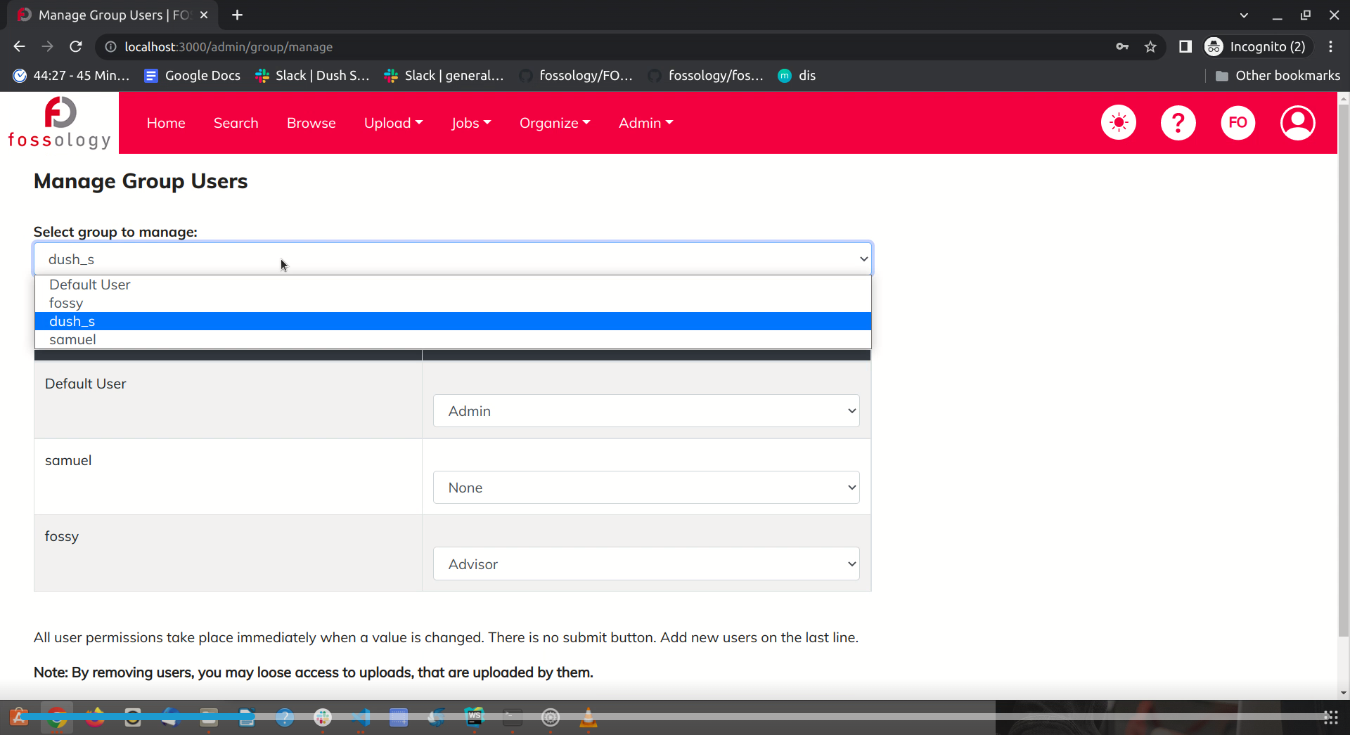 Manage Group Users | FO
localhost:3000/admin/group/manage
Incognito (2)
44:27 - 45 Min...
Google Docs
Slack | Dush S...
Slack | general...
fossology/FO...
fossology/fos...
m
dis
Other bookmarks
fossology
Home
Search
Browse
Upload
Jobs
Organize
Admin
?
FO
Manage Group Users
Select group to manage:
dush_s
Default User
fossy
dush_s
samuel
Default User
Admin
samuel
None
fossy
Advisor
All user permissions take place immediately when a value is changed. There is no submit button. Add new users on the last line.
Note: By removing users, you may loose access to uploads, that are uploaded by them.
?
WS